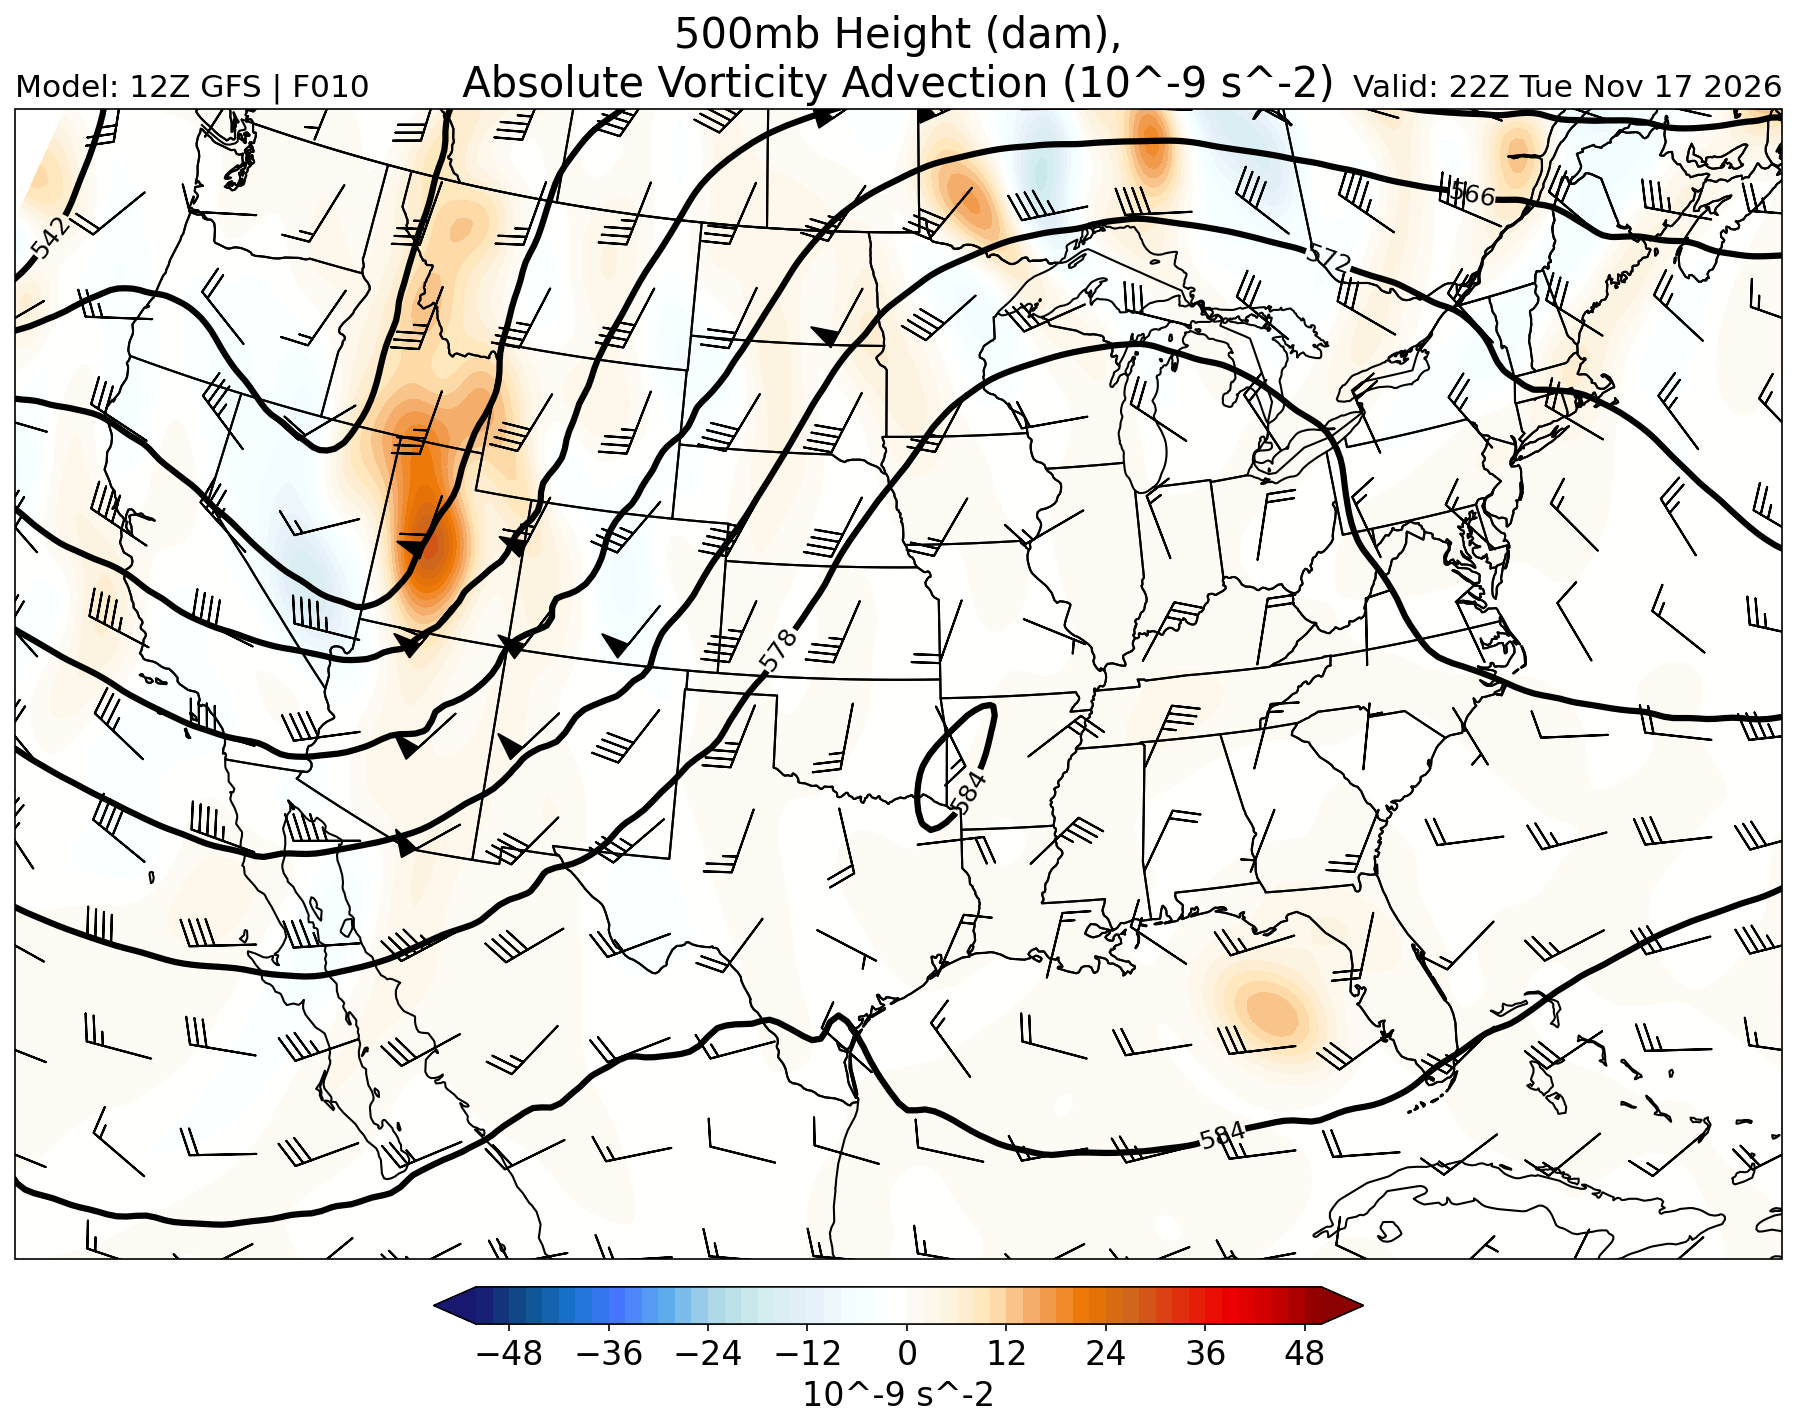 500mb Height (dam),
Model: 12Z GFS | F010
Absolute Vorticity Advection (10^-9 s^-2)
Valid: 22Z Tue Nov 17 2026
566
542
572
578
584
584
−48 −36 −24 −12 0 12 24 36 48
10^-9 s^-2